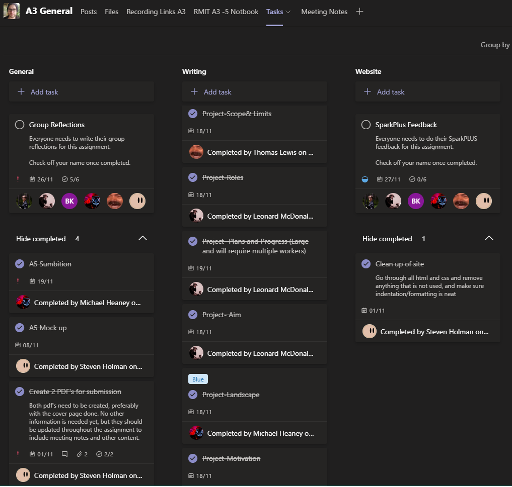 A3 General
Posts
Files
Recording Links A3
RMIT A3 -5 Notbook
Tasks
Meeting Notes
Group by
General
Add task
Group Reflections
Everyone needs to write their group
reflections for this assignment.
Check off your name once completed.
26/11
5/6
BK
Hide completed 4
A5 Sumbition
19/11
Completed by Michael Heaney o...
A5 Mock up
08/11
Completed by Steven Holman on...
Create 2 PDF's for submission
Both pdf's need to be created, preferably
with the cover page done. No other
information is needed yet, but they should
be updated throughout the assignment to
include meeting notes and other content.
01/11
2
2/2
Completed by Steven Holman on...
Writing
Add task
Project-Scope& Limits
18/11
Completed by Thomas Lewis on ...
Project-Roles
18/11
Completed by Leonard McDonal...
Project- Plans and Progress (Large
and will require multiple workers)
19/11
Completed by Leonard McDonal...
Project- Aim
18/11
Completed by Leonard McDonal...
Blue
Project-Landscape
18/11
Completed by Michael Heaney o...
Project-Motivation
18/11
Website
Add task
SparkPlus Feedback
Everyone needs to do their SparkPLUS
feedback for this assignment.
Check off your name once completed.
27/11
0/6
BK
Hide completed 1
Clean up of site
Go through all html and css and remove
anything that is not used, and make sure
indentation/formatting is neat
01/11
Completed by Steven Holman on...